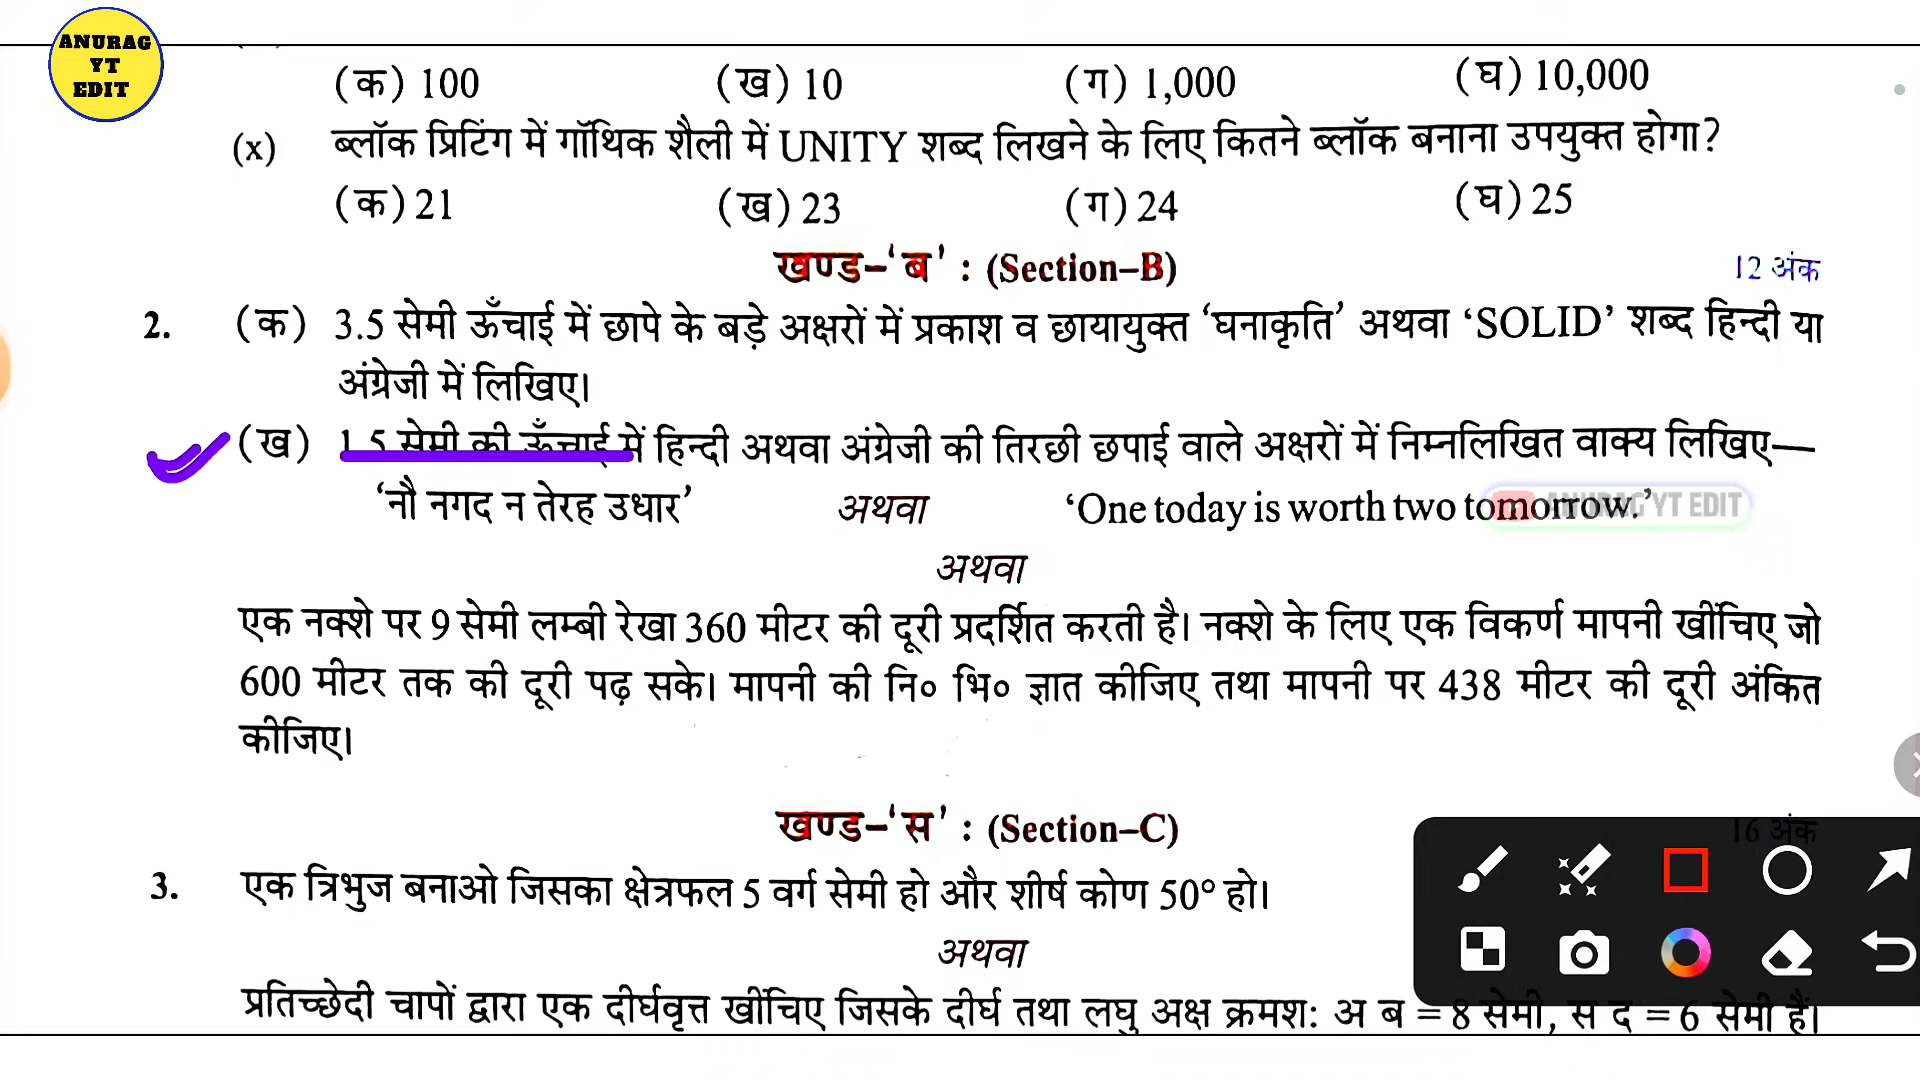 ANURAG
YT
EDIT
(क) 100 (ख) 10 (ग) 1,000 (घ) 10,000
(x) ब्लॉक प्रिटिंग में गॉथिक शैली में UNITY शब्द लिखने के लिए कितने ब्लॉक बनाना उपयुक्त होगा?
(क) 21 (ख) 23 (ग) 24 (घ) 25
खण्ड–‘ब’ : (Section–B) 12 अंक
2. (क) 3.5 सेमी ऊँचाई में छापे के बड़े अक्षरों में प्रकाश व छायायुक्त ‘घनाकृति’ अथवा ‘SOLID’ शब्द हिन्दी या
अंग्रेजी में लिखिए।
(ख) 1.5 सेमी की ऊँचाई में हिन्दी अथवा अंग्रेजी की तिरछी छपाई वाले अक्षरों में निम्नलिखित वाक्य लिखिए—
‘नौ नगद न तेरह उधार’ अथवा ‘One today is worth two tomorrow.’ ANURAG YT EDIT
अथवा
एक नक्शे पर 9 सेमी लम्बी रेखा 360 मीटर की दूरी प्रदर्शित करती है। नक्शे के लिए एक विकर्ण मापनी खींचिए जो
600 मीटर तक की दूरी पढ़ सके। मापनी की नि० भि० ज्ञात कीजिए तथा मापनी पर 438 मीटर की दूरी अंकित
कीजिए।
खण्ड–‘स’ : (Section–C) 16 अंक
3. एक त्रिभुज बनाओ जिसका क्षेत्रफल 5 वर्ग सेमी हो और शीर्ष कोण 50° हो।
अथवा
प्रतिच्छेदी चापों द्वारा एक दीर्घवृत्त खींचिए जिसके दीर्घ तथा लघु अक्ष क्रमश: अ ब = 8 सेमी, स द = 6 सेमी हैं।